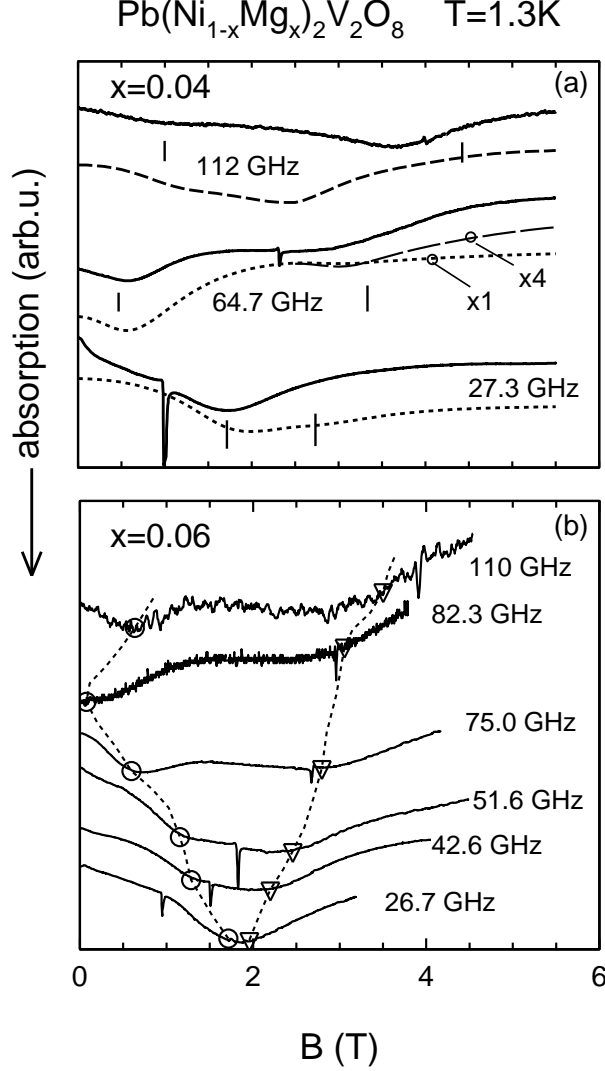 Pb(Ni1-xMgx)2V2O8 T=1.3K
(a)
x=0.04
112 GHz
x4
64.7 GHz
x1
27.3 GHz
absorption (arb.u.)
(b)
x=0.06
110 GHz
82.3 GHz
75.0 GHz
51.6 GHz
42.6 GHz
26.7 GHz
0 2 4 6
B (T)